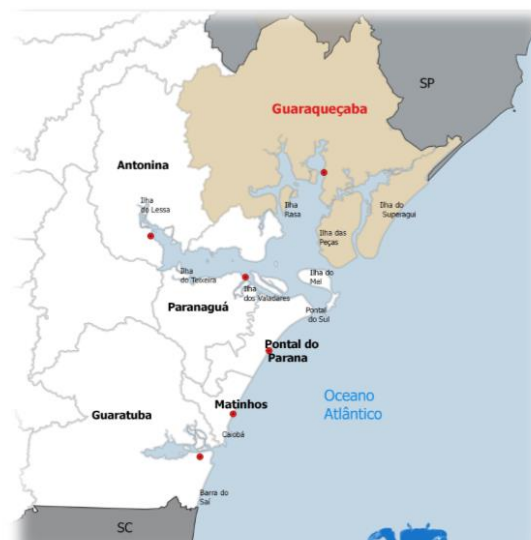 SP
Guaraqueçaba
Antonina
Ilha
do Lessa
Ilha
Rasa
Ilha do
Superagui
Ilha das
Peças
Ilha
do Teixeira
Ilha do
Mel
Ilha
dos Valadares
Paranaguá
Pontal
do Sul
Pontal do
Parana
Oceano
Atlântico
Matinhos
Guaratuba
Caiobá
Barra do
Saí
SC